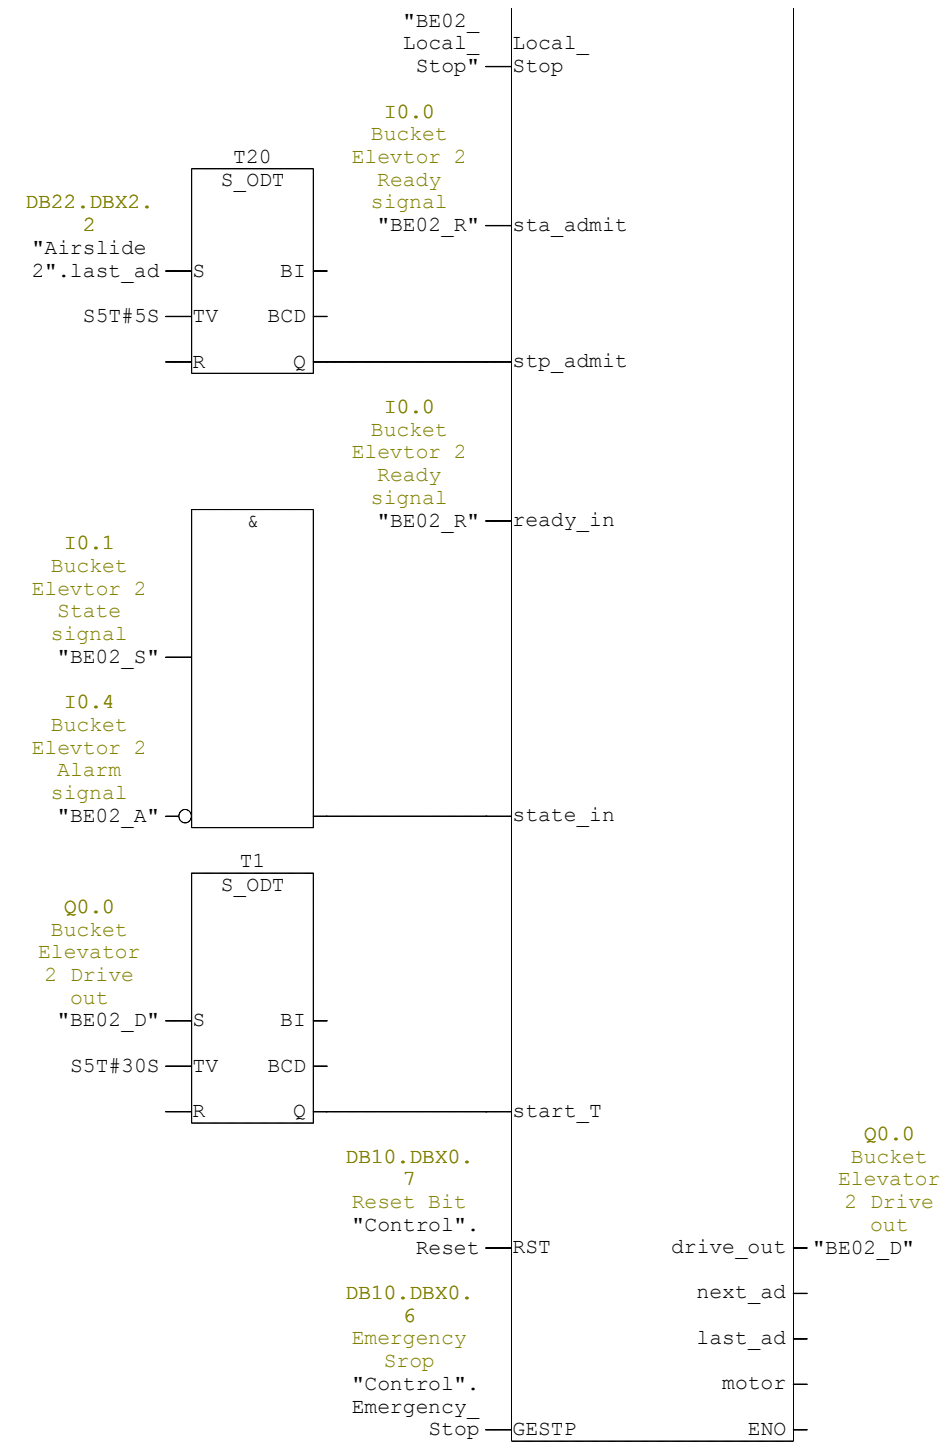 "BE02_
Local_
Stop"
Local_
Stop
I0.0
Bucket
Elevtor 2
Ready
signal
"BE02_R"
sta_admit
T20
S_ODT
DB22.DBX2.
2
"Airslide
2".last_ad
S
BI
S5T#5S
TV
BCD
R
Q
stp_admit
I0.0
Bucket
Elevtor 2
Ready
signal
"BE02_R"
ready_in
&
I0.1
Bucket
Elevtor 2
State
signal
"BE02_S"
I0.4
Bucket
Elevtor 2
Alarm
signal
"BE02_A"
state_in
T1
S_ODT
Q0.0
Bucket
Elevator
2 Drive
out
"BE02_D"
S
BI
S5T#30S
TV
BCD
R
Q
start_T
DB10.DBX0.
7
Reset Bit
"Control".
Reset
RST
Q0.0
Bucket
Elevator
2 Drive
out
drive_out
"BE02_D"
next_ad
DB10.DBX0.
6
Emergency
Srop
"Control".
Emergency_
Stop
GESTP
last_ad
motor
ENO